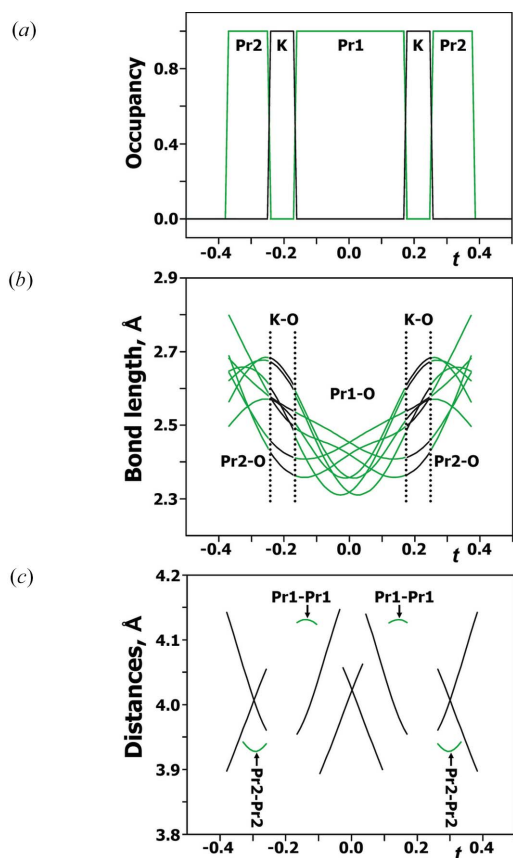 (a)
Occupancy
0.8
0.4
0.0
Pr2 K Pr1 K Pr2
-0.4 -0.2 0.0 0.2 0.4
t
(b)
Bond length, Å
2.9
2.7
2.5
2.3
K-O K-O
Pr1-O
Pr2-O Pr2-O
-0.4 -0.2 0.0 0.2 0.4
t
(c)
Distances, Å
4.2
4.1
4.0
3.9
3.8
Pr1-Pr1 Pr1-Pr1
Pr2-Pr2 Pr2-Pr2
-0.4 -0.2 0.0 0.2 0.4
t